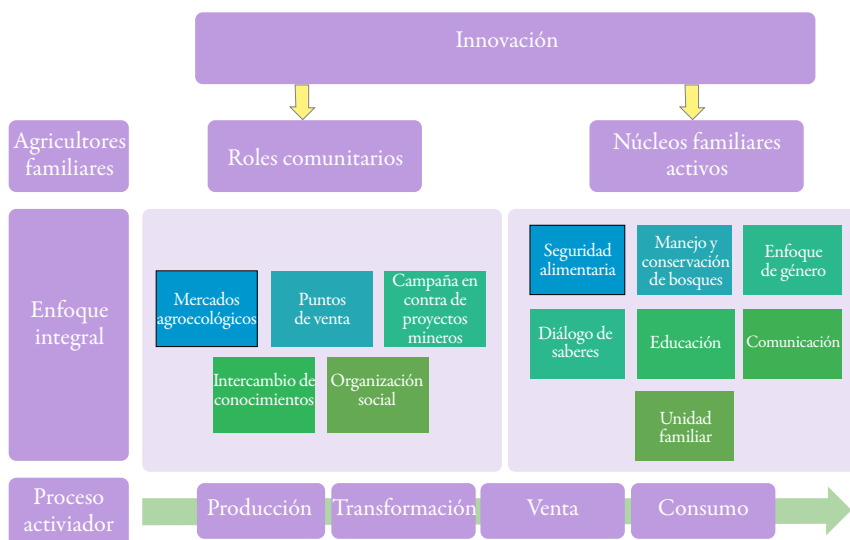 Innovación
Agricultores
familiares
Roles comunitarios
Núcleos familiares
activos
Enfoque
integral
Mercados
agroecológicos
Puntos
de venta
Campaña en
contra de
proyectos
mineros
Intercambio de
conocimientos
Organización
social
Seguridad
alimentaria
Manejo y
conservación
de bosques
Enfoque
de género
Diálogo de
saberes
Educación
Comunicación
Unidad
familiar
Proceso
activiador
Producción
Transformación
Venta
Consumo